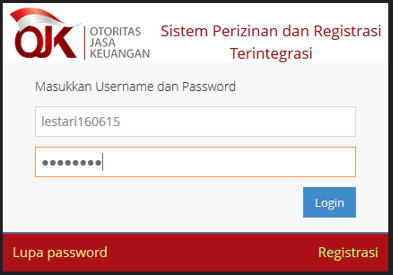 OJK
OTORITAS
JASA
KEUANGAN
Sistem Perizinan dan Registrasi
Terintegrasi
Masukkan Username dan Password
lestari160615
••••••••
Login
Lupa password
Registrasi